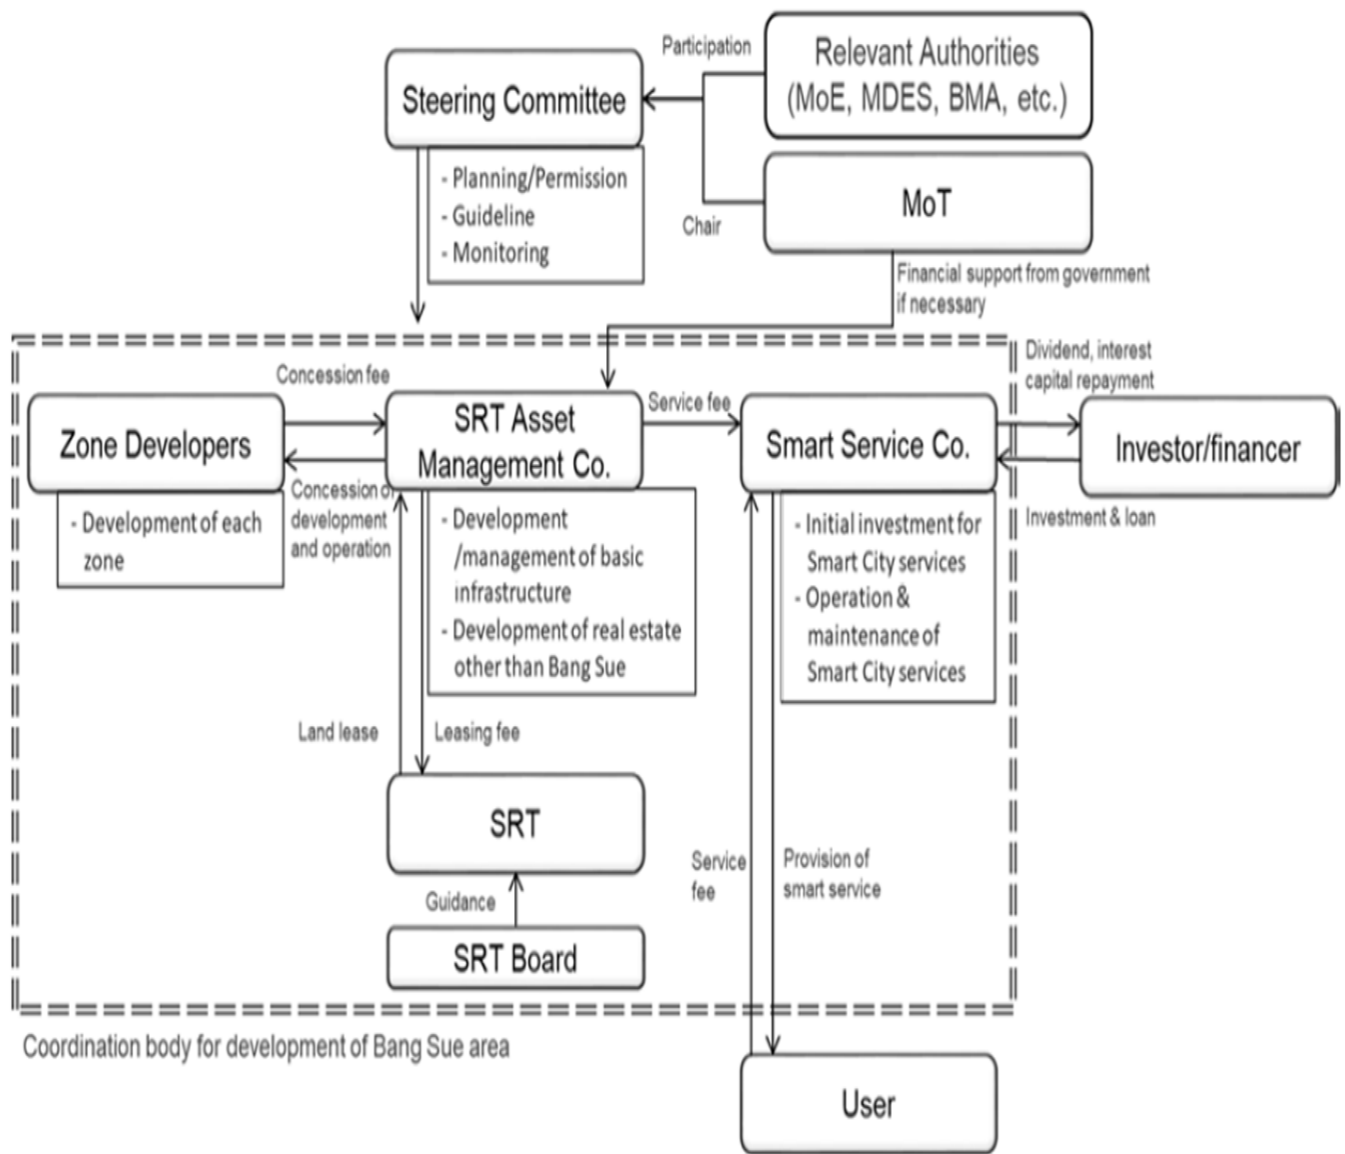 Participation
Relevant Authorities
(MoE, MDES, BMA, etc.)
Steering Committee
- Planning/Permission
- Guideline
- Monitoring
MoT
Chair
Financial support from government
if necessary
Concession fee
Zone Developers
- Development of each
zone
Concession of
development
and operation
SRT Asset
Management Co.
- Development
/management of basic
infrastructure
- Development of real estate
other than Bang Sue
Service fee
Smart Service Co.
- Initial investment for
Smart City services
- Operation &
maintenance of
Smart City services
Dividend, interest
capital repayment
Investor/financer
Investment & loan
Land lease
Leasing fee
SRT
Guidance
SRT Board
Service
fee
Provision of
smart service
Coordination body for development of Bang Sue area
User